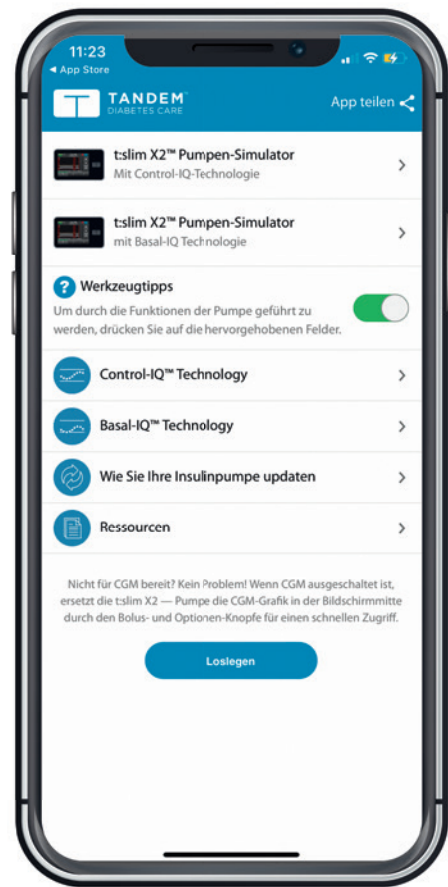 11:23
◀ App Store
TANDEM™
DIABETES CARE
App teilen
t:slim X2™ Pumpen-Simulator
Mit Control-IQ-Technologie
t:slim X2™ Pumpen-Simulator
mit Basal-IQ Technologie
? Werkzeugtipps
Um durch die Funktionen der Pumpe geführt zu
werden, drücken Sie auf die hervorgehobenen Felder.
Control-IQ™ Technology
Basal-IQ™ Technology
Wie Sie Ihre Insulinpumpe updaten
Ressourcen
Nicht für CGM bereit? Kein Problem! Wenn CGM ausgeschaltet ist,
ersetzt die t:slim X2 — Pumpe die CGM-Grafik in der Bildschirmmitte
durch den Bolus- und Optionen-Knopfe für einen schnellen Zugriff.
Loslegen